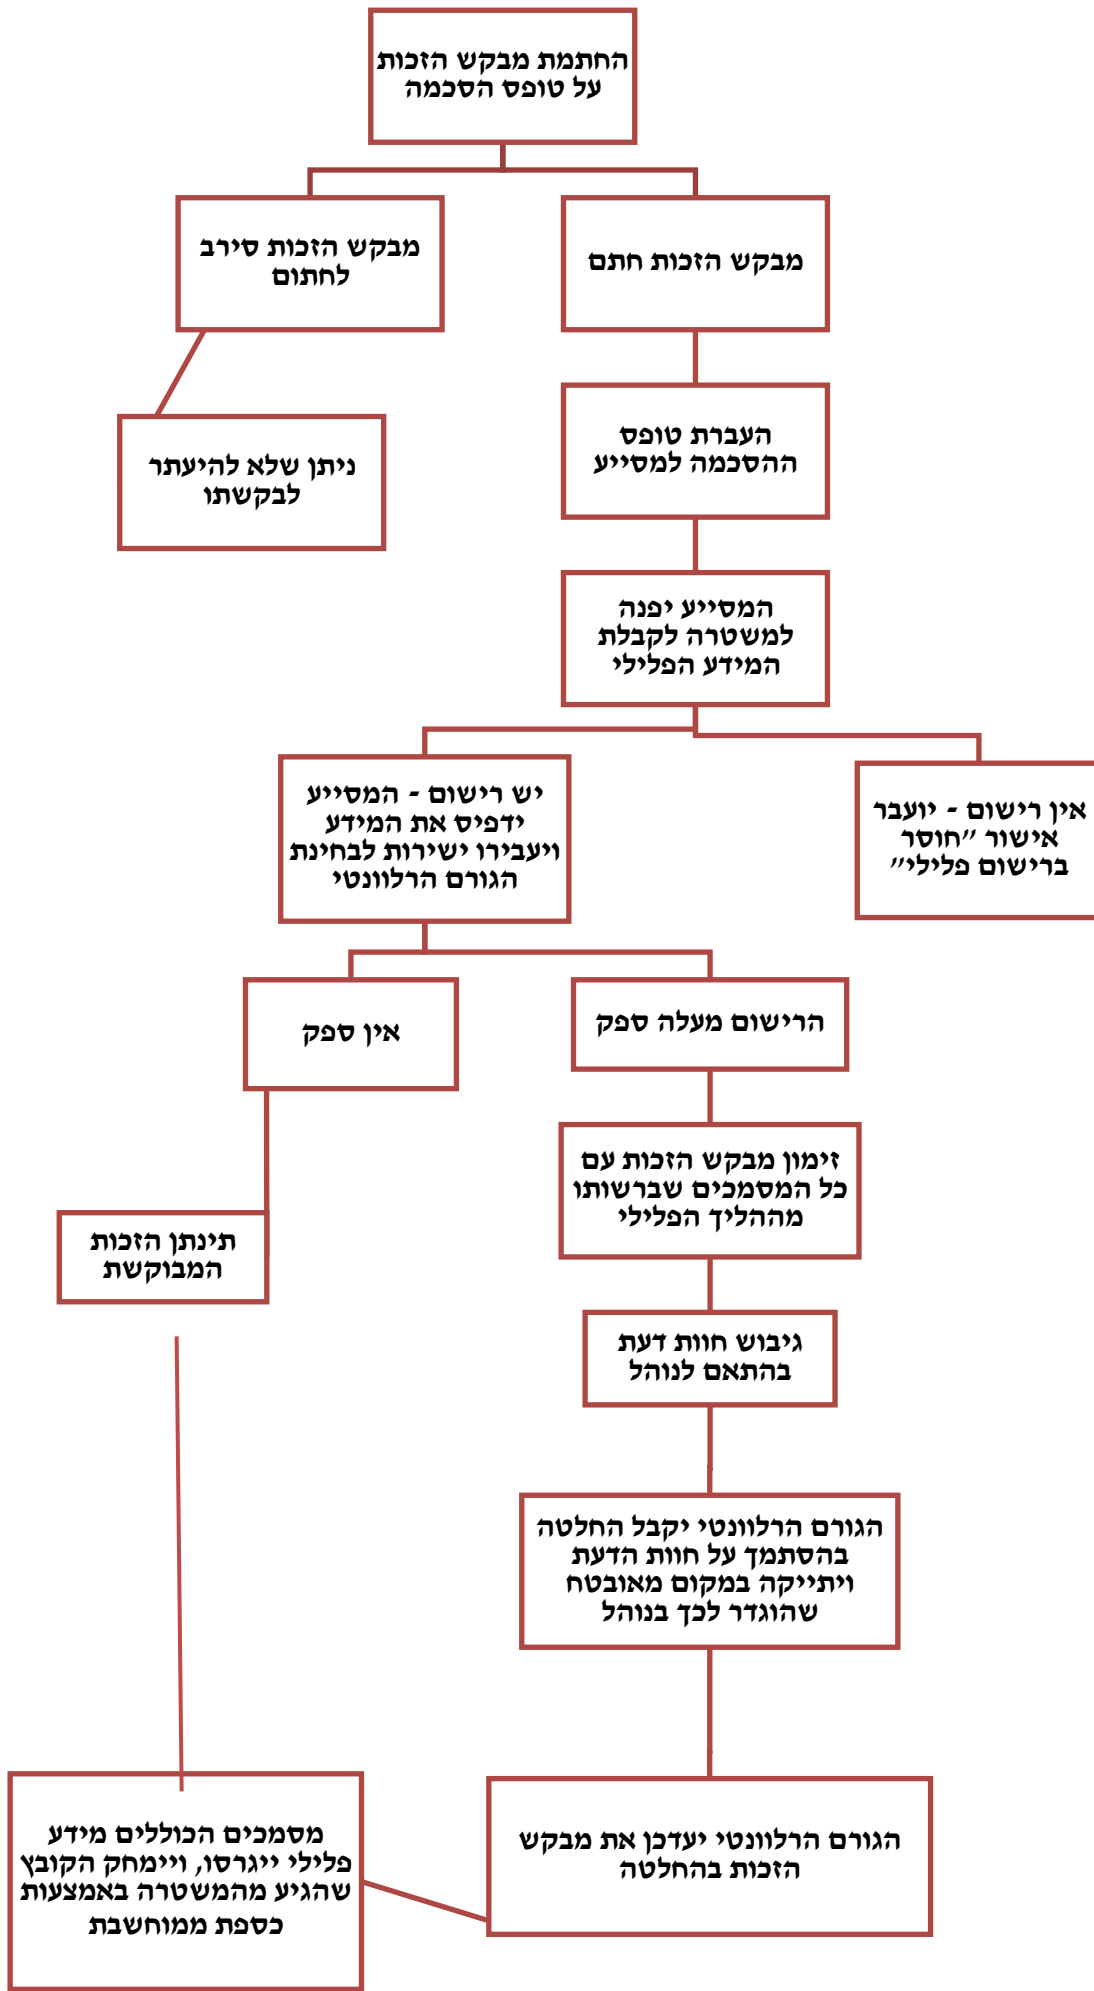 החתמת מבקש הזכות
על טופס הסכמה
מבקש הזכות חתם
מבקש הזכות סירב
לחתום
העברת טופס
ההסכמה למסייע
ניתן שלא להיעתר
לבקשתו
המסייע יפנה
למשטרה לקבלת
המידע הפלילי
אין רישום - יועבר
אישור "חוסר
ברישום פלילי"
יש רישום - המסייע
ידפיס את המידע
ויעבירו ישירות לבחינת
הגורם הרלוונטי
הרישום מעלה ספק
אין ספק
זימון מבקש הזכות עם
כל המסמכים שברשותו
מההליך הפלילי
תינתן הזכות
המבוקשת
גיבוש חוות דעת
בהתאם לנוהל
הגורם הרלוונטי יקבל החלטה
בהסתמך על חוות הדעת
ויתייקה במקום מאובטח
שהוגדר לכך בנוהל
הגורם הרלוונטי יעדכן את מבקש
הזכות בהחלטה
מסמכים הכוללים מידע
פלילי ייגרסו, ויימחק הקובץ
שהגיע מהמשטרה באמצעות
כספת ממוחשבת